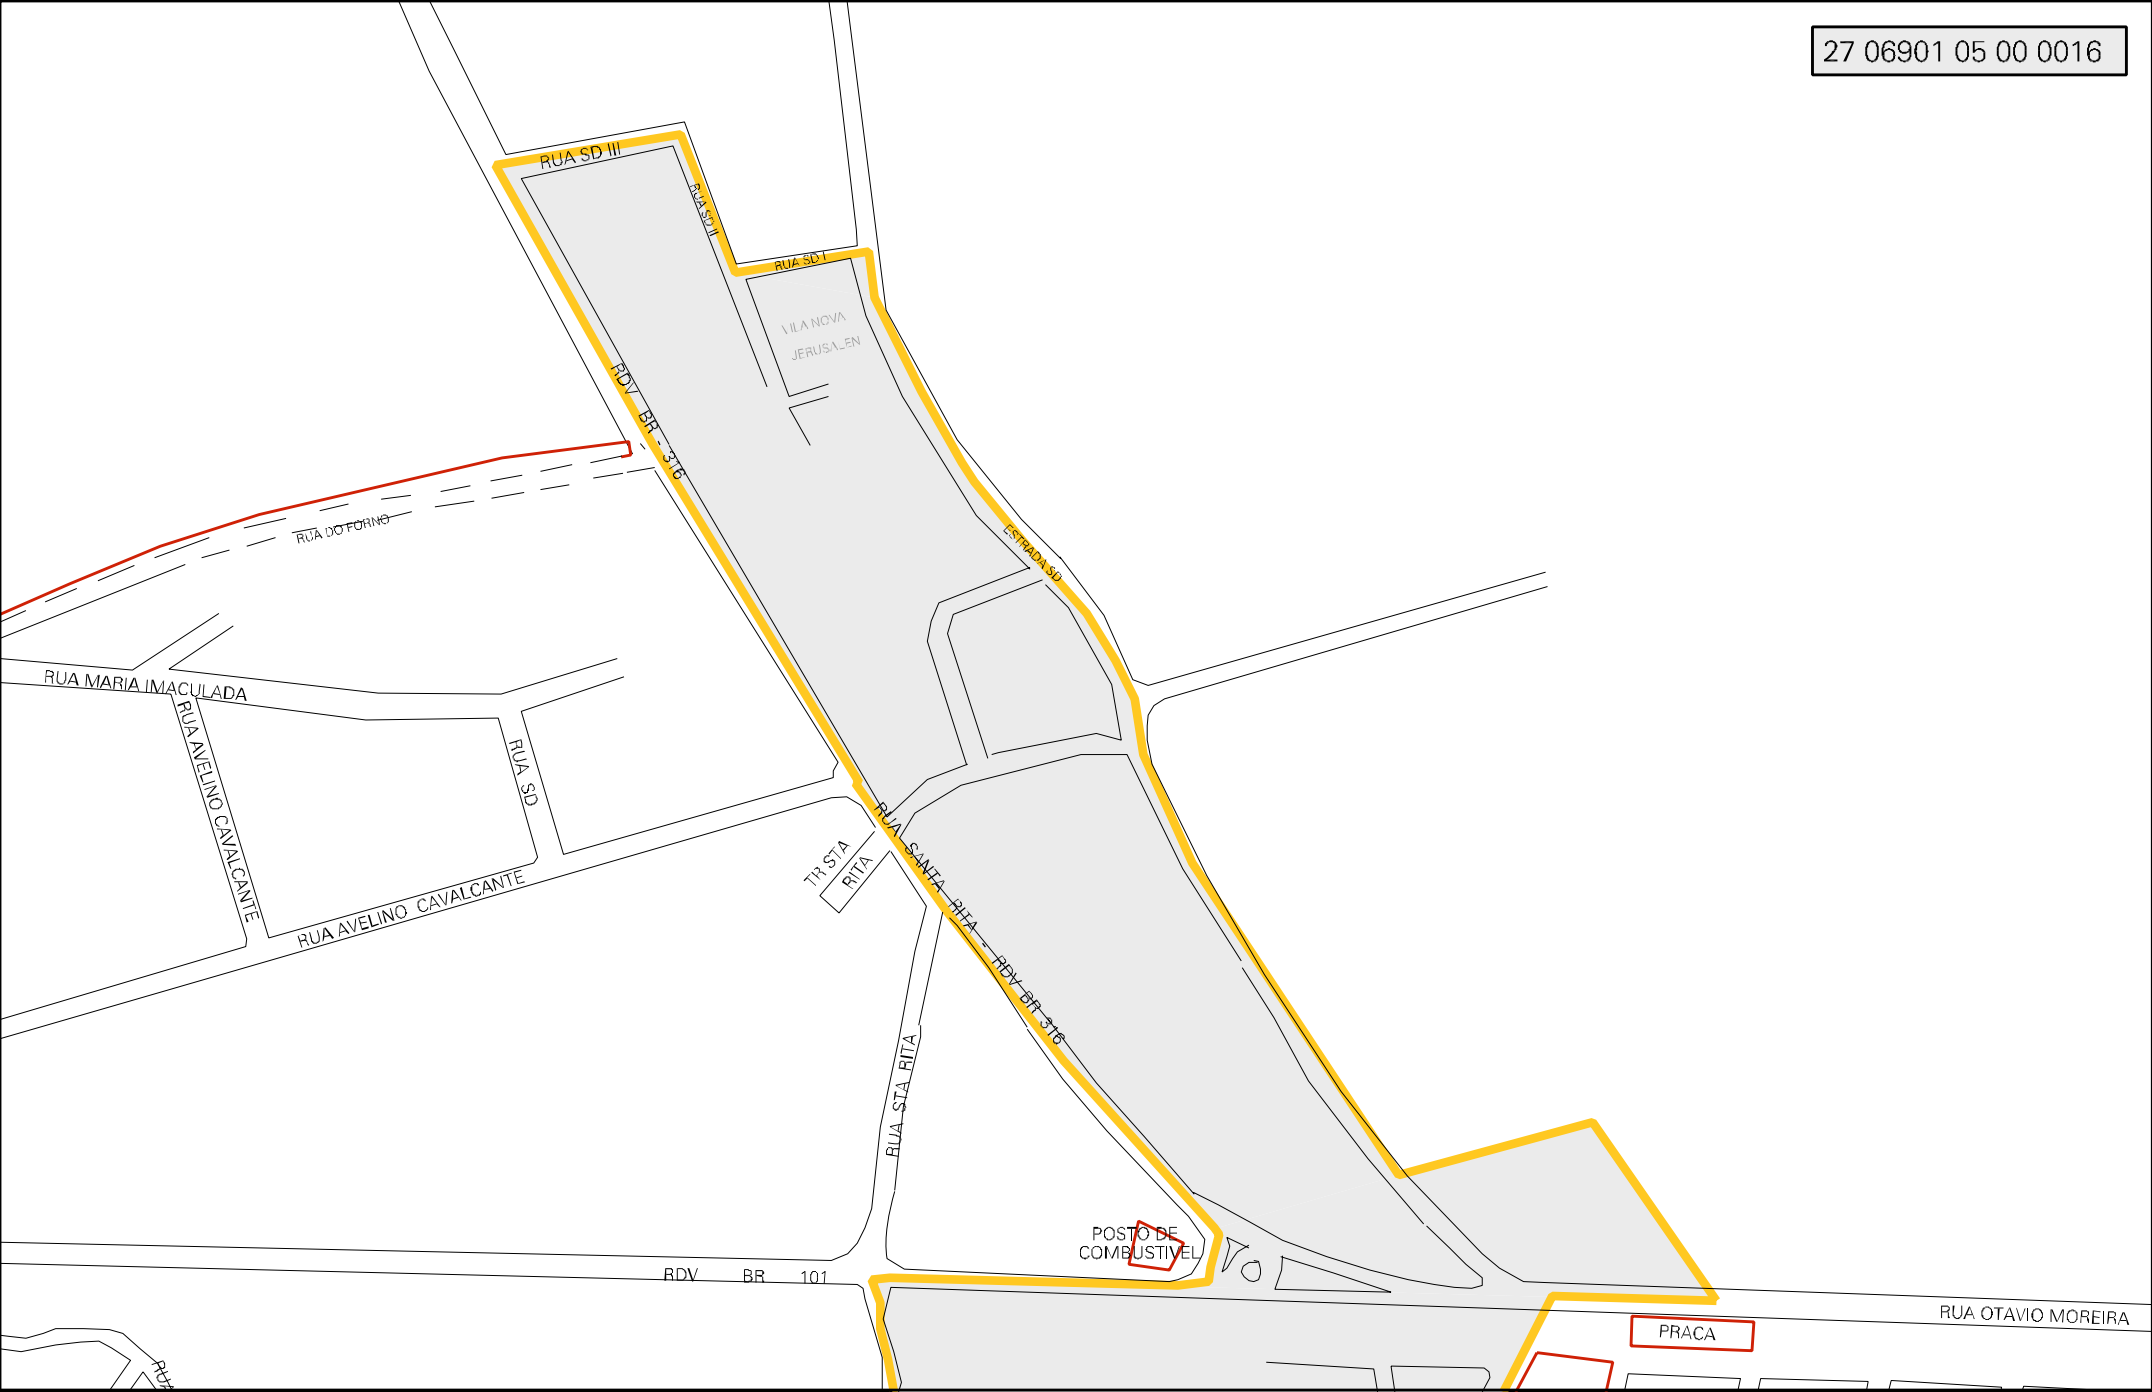 27 06901 05 00 0016
RUA SD III
RUA SD II
RUA SD I
VILA NOVA
JERUSALEN
RDV BR - 316
RUA DO FORNO
ESTRADA SD
RUA MARIA IMACULADA
RUA AVELINO CAVALCANTE
RUA SD
RUA AVELINO CAVALCANTE
TR STA
RITA
RUA SANTA RITA - RDV BR 316
RUA STA RITA
POSTO DE
COMBUSTIVEL
RDV BR 101
RUA OTAVIO MOREIRA
PRACA
RUA